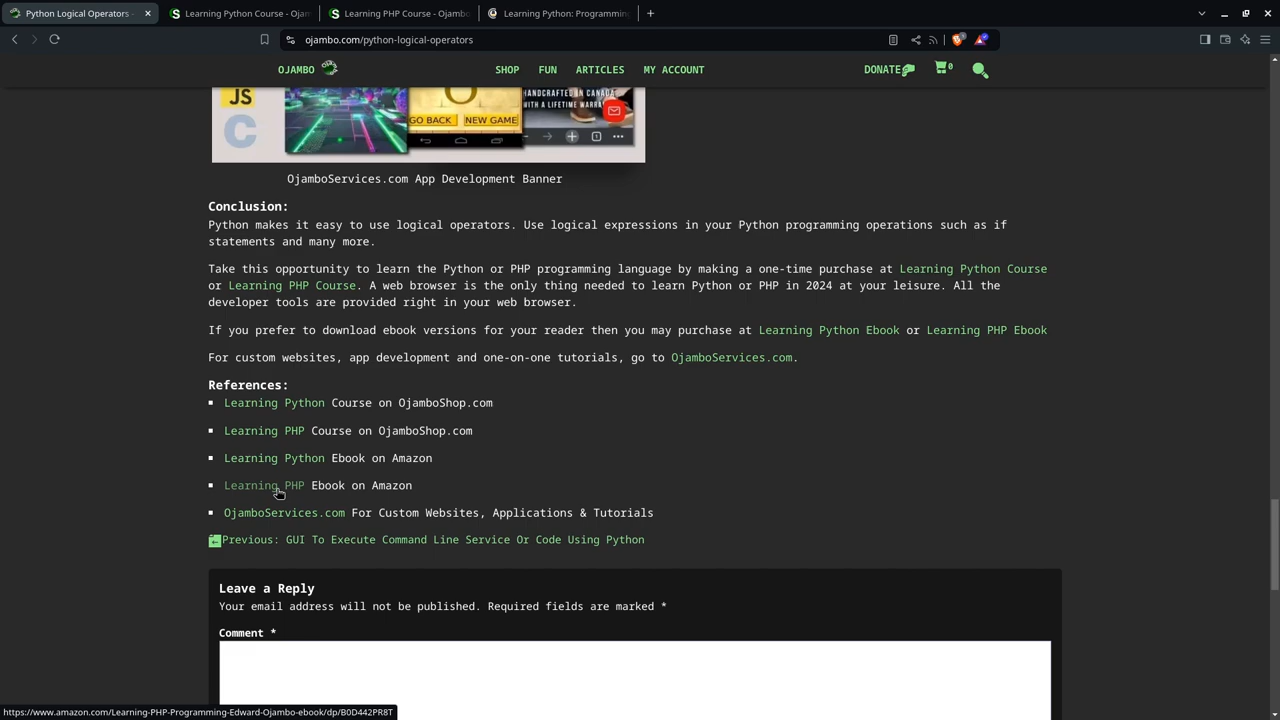 Python Logical Operators -
Learning Python Course - Ojam
Learning PHP Course - Ojambo
Learning Python: Programming
ojambo.com/python-logical-operators
OJAMBO
SHOP
FUN
ARTICLES
MY ACCOUNT
DONATE
0
JS
C
GO BACK
NEW GAME
HANDCRAFTED IN CANADA
WITH A LIFETIME WARRA
1
OjamboServices.com App Development Banner
Conclusion:
Python makes it easy to use logical operators. Use logical expressions in your Python programming operations such as if
statements and many more.
Take this opportunity to learn the Python or PHP programming language by making a one-time purchase at Learning Python Course
or Learning PHP Course. A web browser is the only thing needed to learn Python or PHP in 2024 at your leisure. All the
developer tools are provided right in your web browser.
If you prefer to download ebook versions for your reader then you may purchase at Learning Python Ebook or Learning PHP Ebook
For custom websites, app development and one-on-one tutorials, go to OjamboServices.com.
References:
Learning Python Course on OjamboShop.com
Learning PHP Course on OjamboShop.com
Learning Python Ebook on Amazon
Learning PHP Ebook on Amazon
OjamboServices.com For Custom Websites, Applications & Tutorials
Previous: GUI To Execute Command Line Service Or Code Using Python
Leave a Reply
Your email address will not be published. Required fields are marked *
Comment *
https://www.amazon.com/Learning-PHP-Programming-Edward-Ojambo-ebook/dp/B0D442PR8T